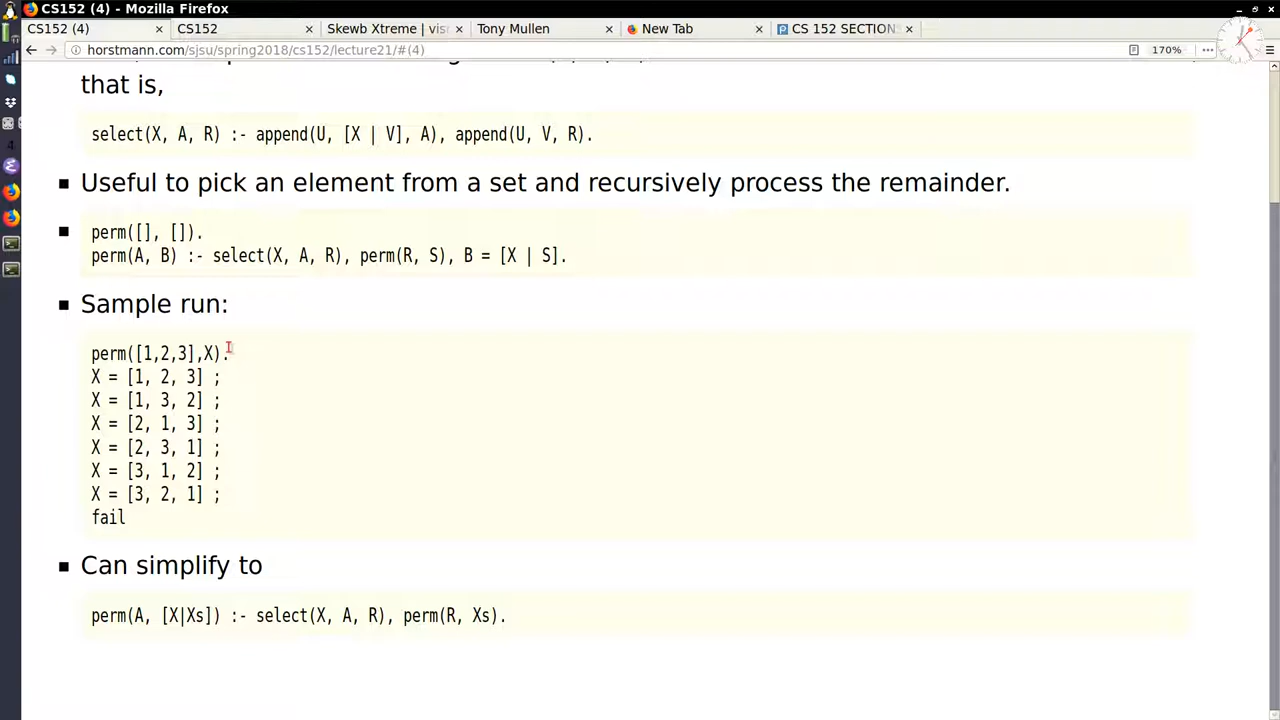 CS152 (4) - Mozilla Firefox
CS152 (4) × CS152 × Skewb Xtreme | vis × Tony Mullen × New Tab × CS 152 SECTION ×
horstmann.com/sjsu/spring2018/cs152/lecture21/#(4) 170%
that is,
select(X, A, R) :- append(U, [X | V], A), append(U, V, R).
Useful to pick an element from a set and recursively process the remainder.
perm([], []).
perm(A, B) :- select(X, A, R), perm(R, S), B = [X | S].
Sample run:
perm([1,2,3],X).
X = [1, 2, 3] ;
X = [1, 3, 2] ;
X = [2, 1, 3] ;
X = [2, 3, 1] ;
X = [3, 1, 2] ;
X = [3, 2, 1] ;
fail
Can simplify to
perm(A, [X|Xs]) :- select(X, A, R), perm(R, Xs).
4